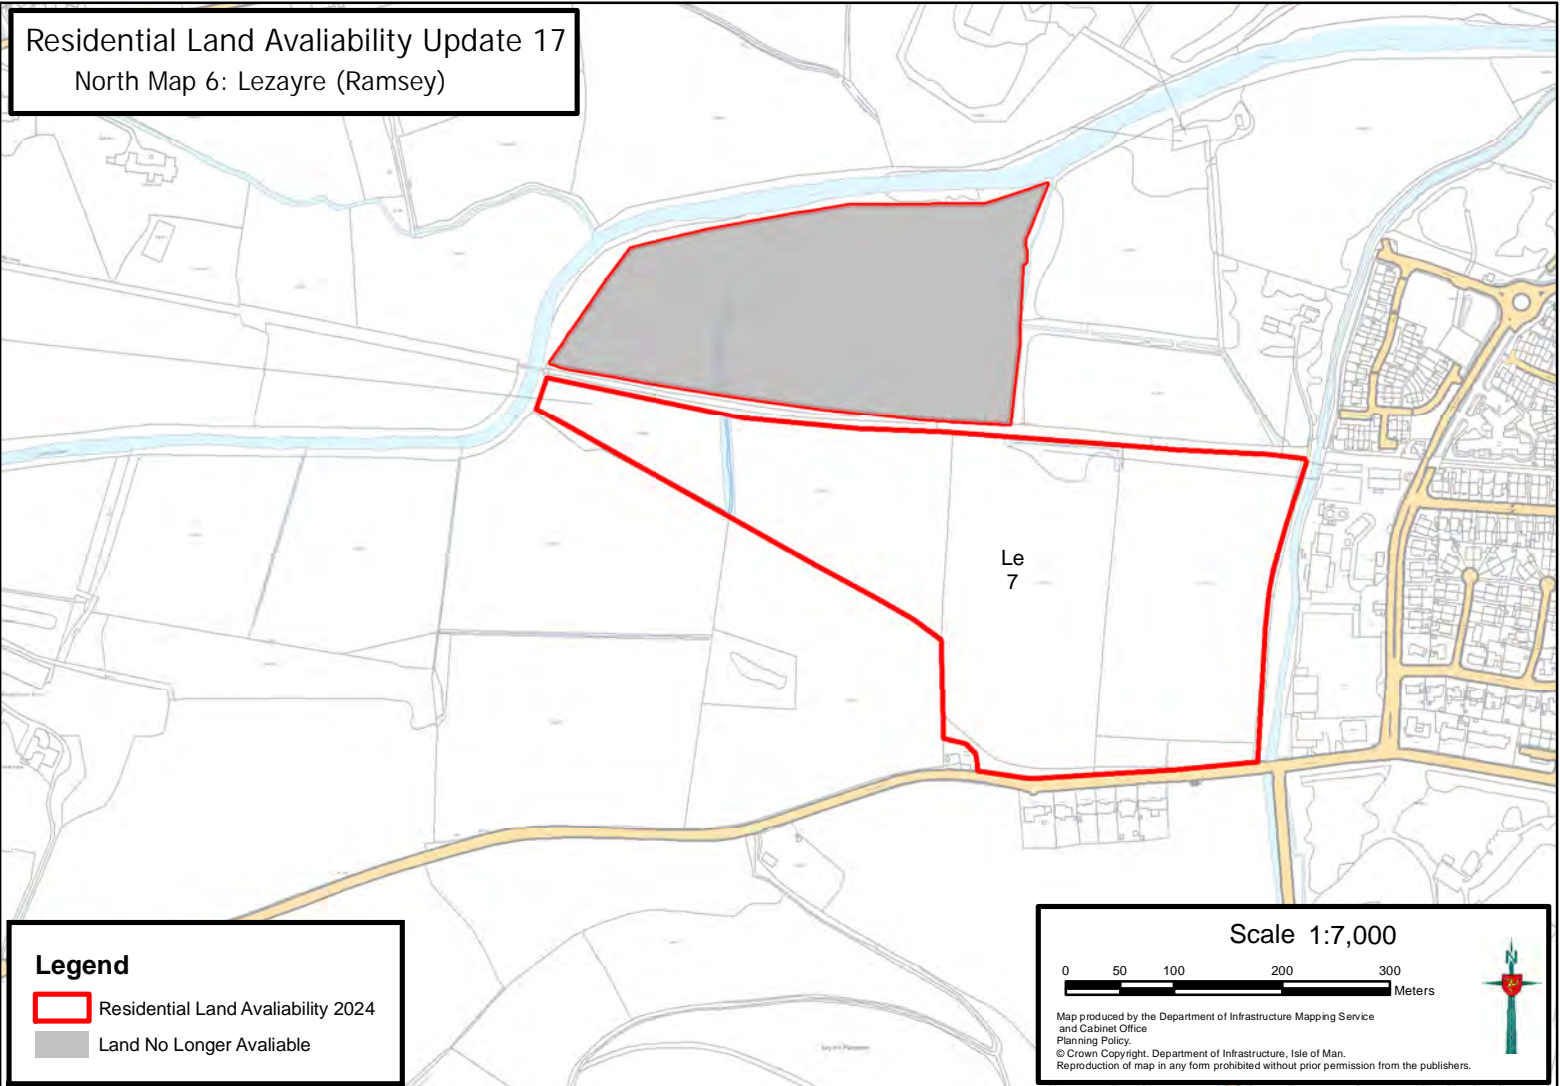 Residential Land Avaliability Update 17
North Map 6: Lezayre (Ramsey)
Le
7
Legend
Residential Land Avaliability 2024
Land No Longer Avaliable
Scale 1:7,000
0 50 100 200 300
Meters
Map produced by the Department of Infrastructure Mapping Service
and Cabinet Office
Planning Policy.
© Crown Copyright. Department of Infrastructure, Isle of Man.
Reproduction of map in any form prohibited without prior permission from the publishers.
N